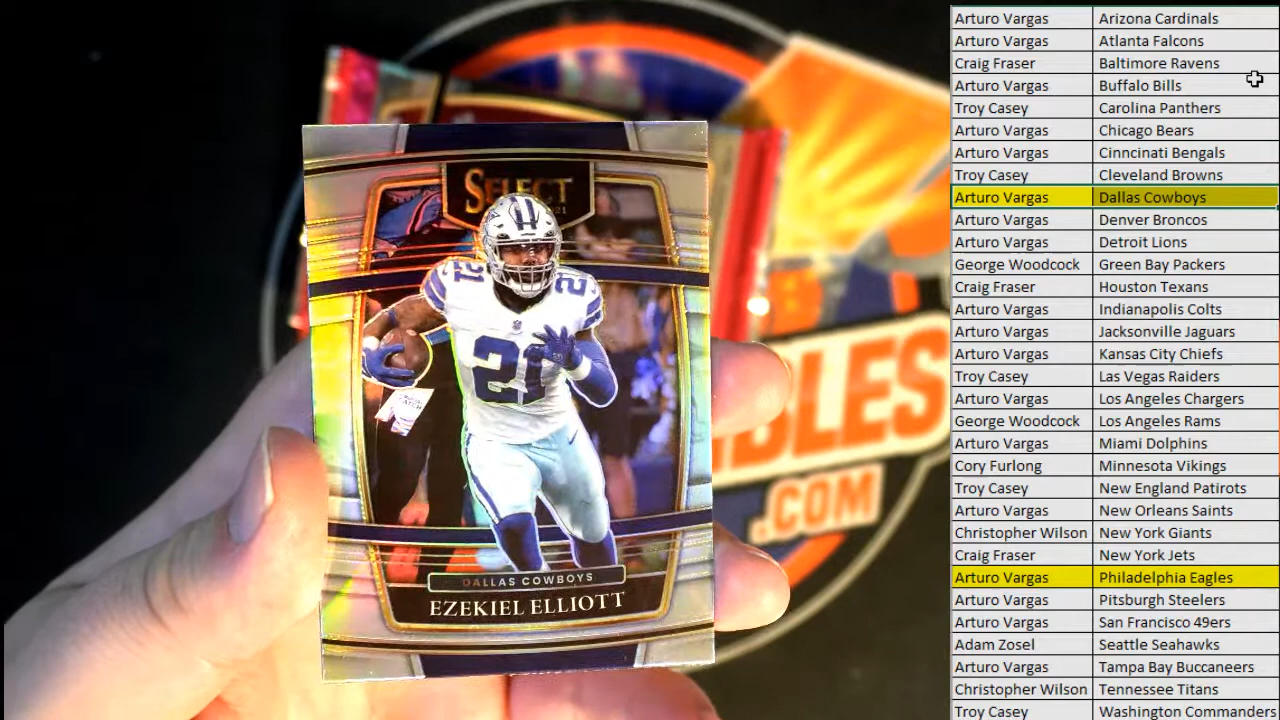 SELECT
21
21
21
21
DALLAS COWBOYS
EZEKIEL ELLIOTT
BLES
.COM
Arturo Vargas Arizona Cardinals
Arturo Vargas Atlanta Falcons
Craig Fraser Baltimore Ravens
Arturo Vargas Buffalo Bills
Troy Casey Carolina Panthers
Arturo Vargas Chicago Bears
Arturo Vargas Cinncinati Bengals
Troy Casey Cleveland Browns
Arturo Vargas Dallas Cowboys
Arturo Vargas Denver Broncos
Arturo Vargas Detroit Lions
George Woodcock Green Bay Packers
Craig Fraser Houston Texans
Arturo Vargas Indianapolis Colts
Arturo Vargas Jacksonville Jaguars
Arturo Vargas Kansas City Chiefs
Troy Casey Las Vegas Raiders
Arturo Vargas Los Angeles Chargers
George Woodcock Los Angeles Rams
Arturo Vargas Miami Dolphins
Cory Furlong Minnesota Vikings
Troy Casey New England Patirots
Arturo Vargas New Orleans Saints
Christopher Wilson New York Giants
Craig Fraser New York Jets
Arturo Vargas Philadelphia Eagles
Arturo Vargas Pitsburgh Steelers
Arturo Vargas San Francisco 49ers
Adam Zosel Seattle Seahawks
Arturo Vargas Tampa Bay Buccaneers
Christopher Wilson Tennessee Titans
Troy Casey Washington Commanders